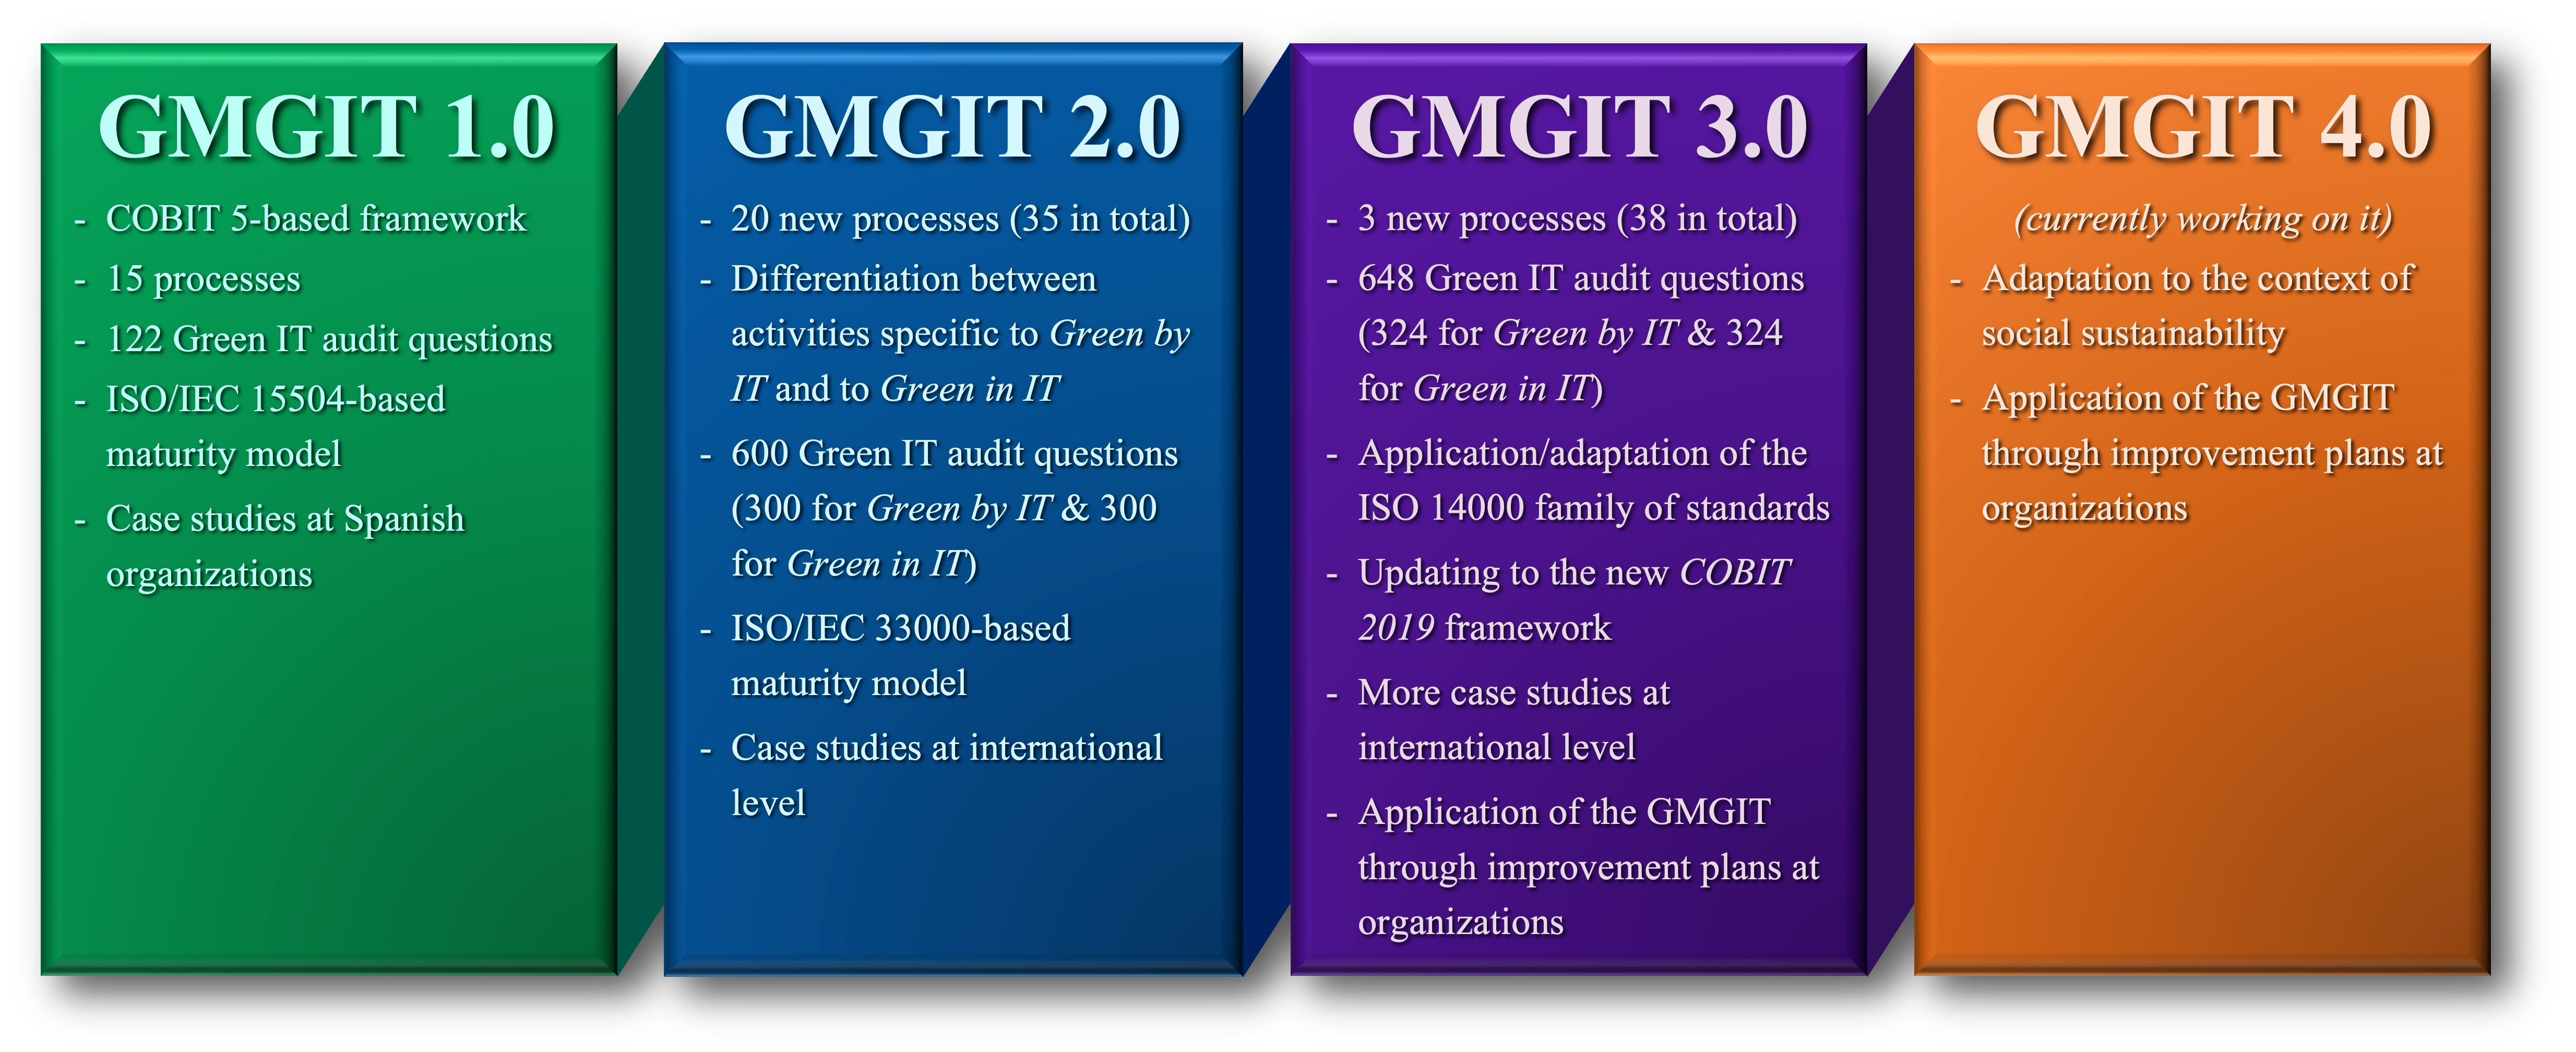 GMGIT 1.0
- COBIT 5-based framework
- 15 processes
- 122 Green IT audit questions
- ISO/IEC 15504-based
maturity model
- Case studies at Spanish
organizations
GMGIT 2.0
- 20 new processes (35 in total)
- Differentiation between
activities specific to Green by
IT and to Green in IT
- 600 Green IT audit questions
(300 for Green by IT & 300
for Green in IT)
- ISO/IEC 33000-based
maturity model
- Case studies at international
level
GMGIT 3.0
- 3 new processes (38 in total)
- 648 Green IT audit questions
(324 for Green by IT & 324
for Green in IT)
- Application/adaptation of the
ISO 14000 family of standards
- Updating to the new COBIT
2019 framework
- More case studies at
international level
- Application of the GMGIT
through improvement plans at
organizations
GMGIT 4.0
(currently working on it)
- Adaptation to the context of
social sustainability
- Application of the GMGIT
through improvement plans at
organizations